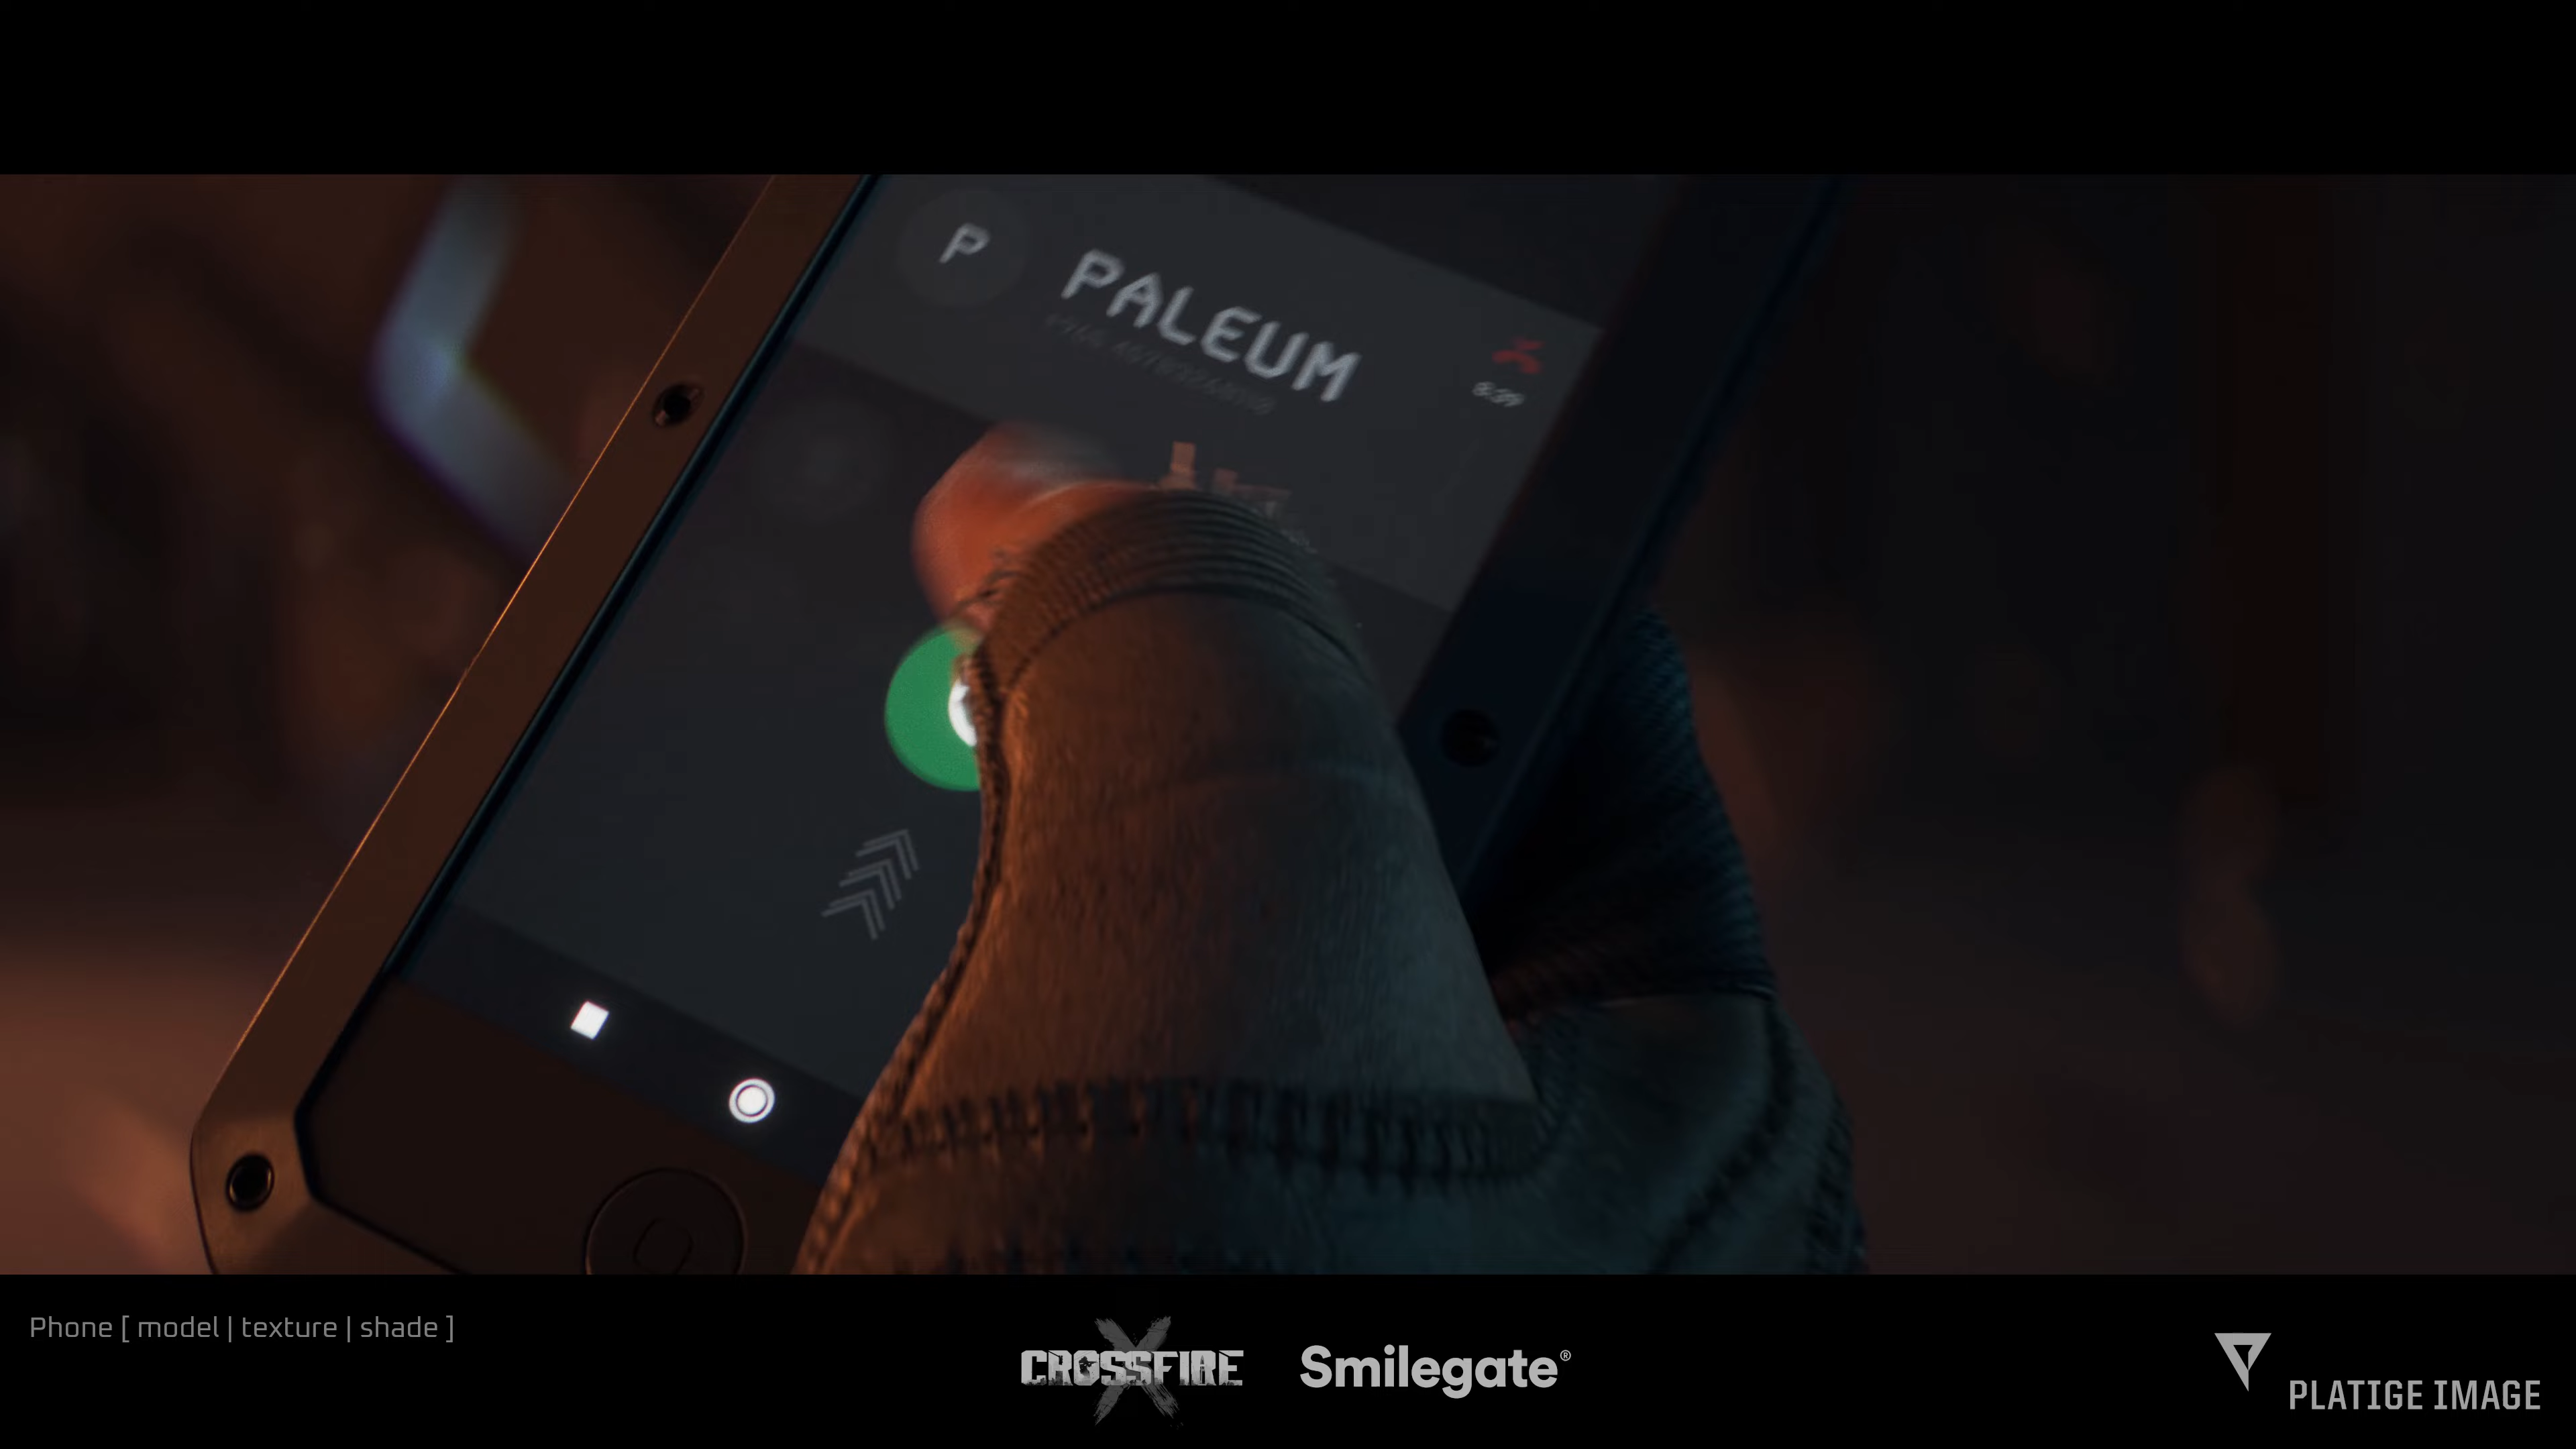 P
PALEUM
Phone [ model | texture | shade ]
CROSSFIRE
X
Smilegate®
PLATIGE IMAGE